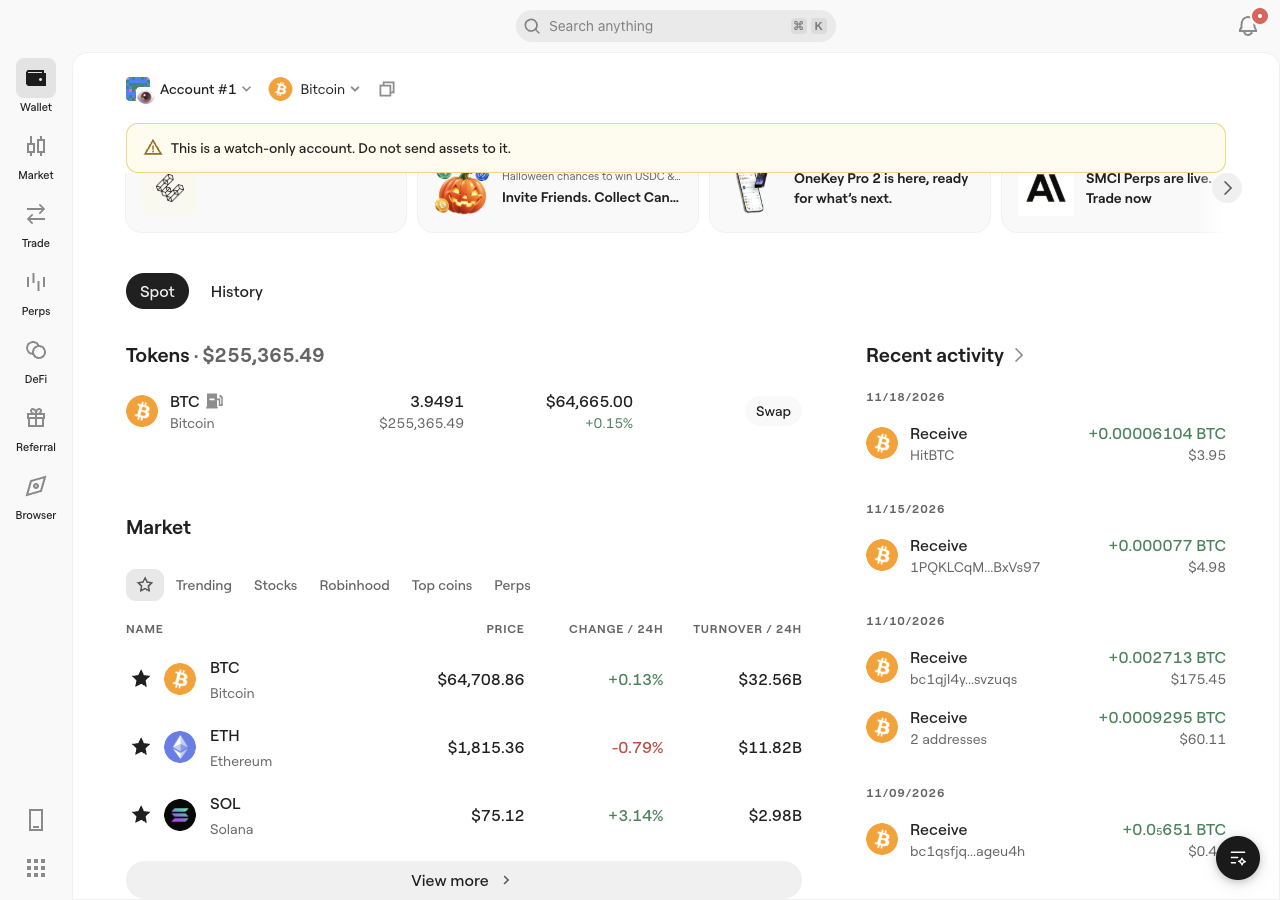 Search anything
⌘ K
Wallet
Market
Trade
Perps
DeFi
Referral
Browser
Account #1
Bitcoin
This is a watch-only account. Do not send assets to it.
Halloween chances to win USDC &...
Invite Friends. Collect Can...
OneKey Pro 2 is here, ready
for what's next.
SMCI Perps are live.
Trade now
Spot
History
Tokens · $255,365.49
BTC
Bitcoin
3.9491
$255,365.49
$64,665.00
+0.15%
Swap
Market
Trending
Stocks
Robinhood
Top coins
Perps
NAME
PRICE
CHANGE / 24H
TURNOVER / 24H
BTC
Bitcoin
$64,708.86
+0.13%
$32.56B
ETH
Ethereum
$1,815.36
-0.79%
$11.82B
SOL
Solana
$75.12
+3.14%
$2.98B
View more
Recent activity
11/18/2026
Receive
+0.00006104 BTC
HitBTC
$3.95
11/15/2026
Receive
+0.000077 BTC
1PQKLCqM...BxVs97
$4.98
11/10/2026
Receive
+0.002713 BTC
bc1qjl4y...svzuqs
$175.45
Receive
+0.0009295 BTC
2 addresses
$60.11
11/09/2026
Receive
+0.0₅651 BTC
bc1qsfjq...ageu4h